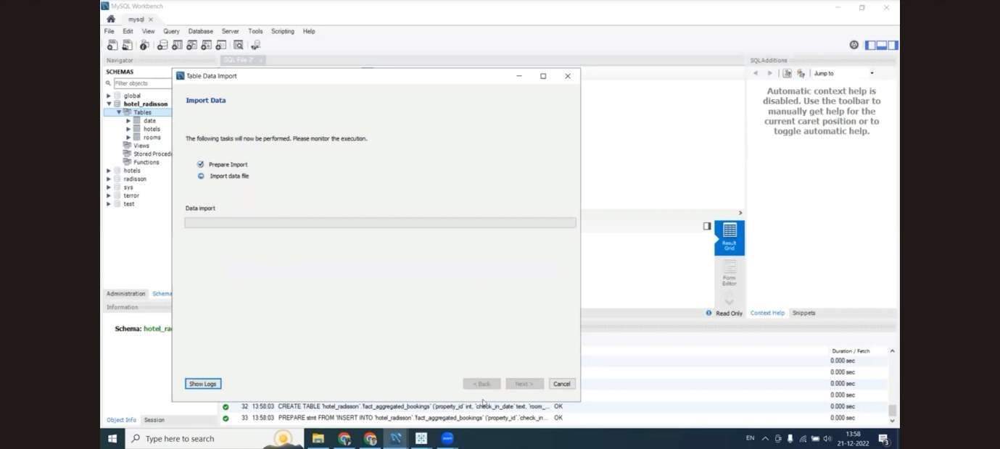 MySQL Workbench
mysql ×
File Edit View Query Database Server Tools Scripting Help
Navigator
SQL File 3* ×
SQLAdditions
SCHEMAS
Table Data Import
Jump to
Filter objects
Import Data
global
hotel_radisson
Tables
date
hotels
rooms
Views
Stored Procedu
Functions
hotels
radisson
sys
terror
test
The following tasks will now be performed. Please monitor the execution.
Prepare Import
Import data file
Data import
Automatic context help is
disabled. Use the toolbar to
manually get help for the
current caret position or to
toggle automatic help.
Result
Grid
Form
Editor
Administration Schema
Read Only
Context Help Snippets
Information
Schema: hotel_ra
Duration / Fetch
0.000 sec
0.000 sec
0.000 sec
0.000 sec
Show Logs
< Back
Next >
Cancel
32 13:58:03 CREATE TABLE `hotel_radisson`.`fact_aggregated_bookings` (`property_id` int, `check_in_date` text, `room_... OK 0.000 sec
33 13:58:03 PREPARE stmt FROM 'INSERT INTO `hotel_radisson`.`fact_aggregated_bookings` (`property_id`,`check_in... OK 0.000 sec
Object Info Session
Type here to search
EN
13:58
21-12-2022
3